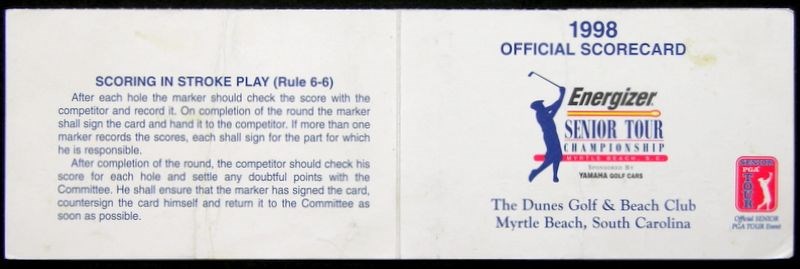 SCORING IN STROKE PLAY (Rule 6-6)
After each hole the marker should check the score with the
competitor and record it. On completion of the round the marker
shall sign the card and hand it to the competitor. If more than one
marker records the scores, each shall sign for the part for which
he is responsible.
After completion of the round, the competitor should check his
score for each hole and settle any doubtful points with the
Committee. He shall ensure that the marker has signed the card,
countersign the card himself and return it to the Committee as
soon as possible.
1998
OFFICIAL SCORECARD
Energizer
SENIOR TOUR
CHAMPIONSHIP
MYRTLE BEACH, S.C.
SPONSORED BY
YAMAHA GOLF CARS
The Dunes Golf & Beach Club
Myrtle Beach, South Carolina
SENIOR
PGA
TOUR
Official SENIOR
PGA TOUR Event